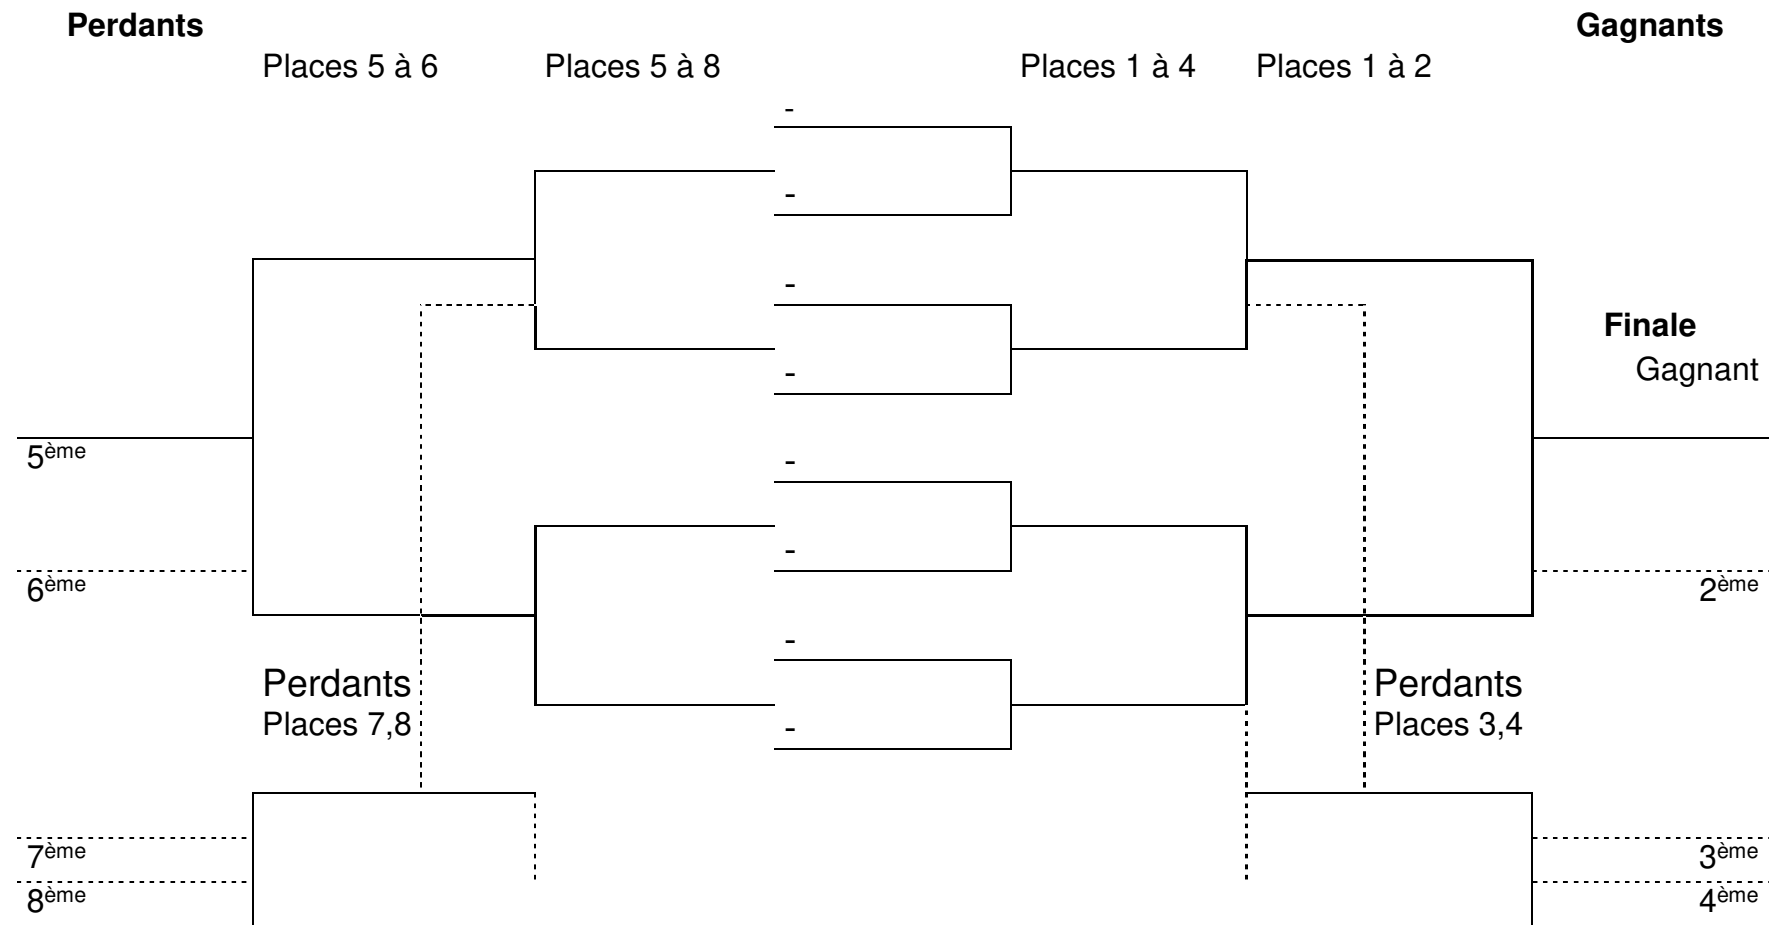 Perdants Gagnants
Places 5 à 6 Places 5 à 8 Places 1 à 4 Places 1 à 2
-
-
-
Finale
Gagnant
-
5ème
-
-
6ème 2ème
-
Perdants Perdants
Places 7,8 Places 3,4
-
7ème 3ème
8ème 4ème